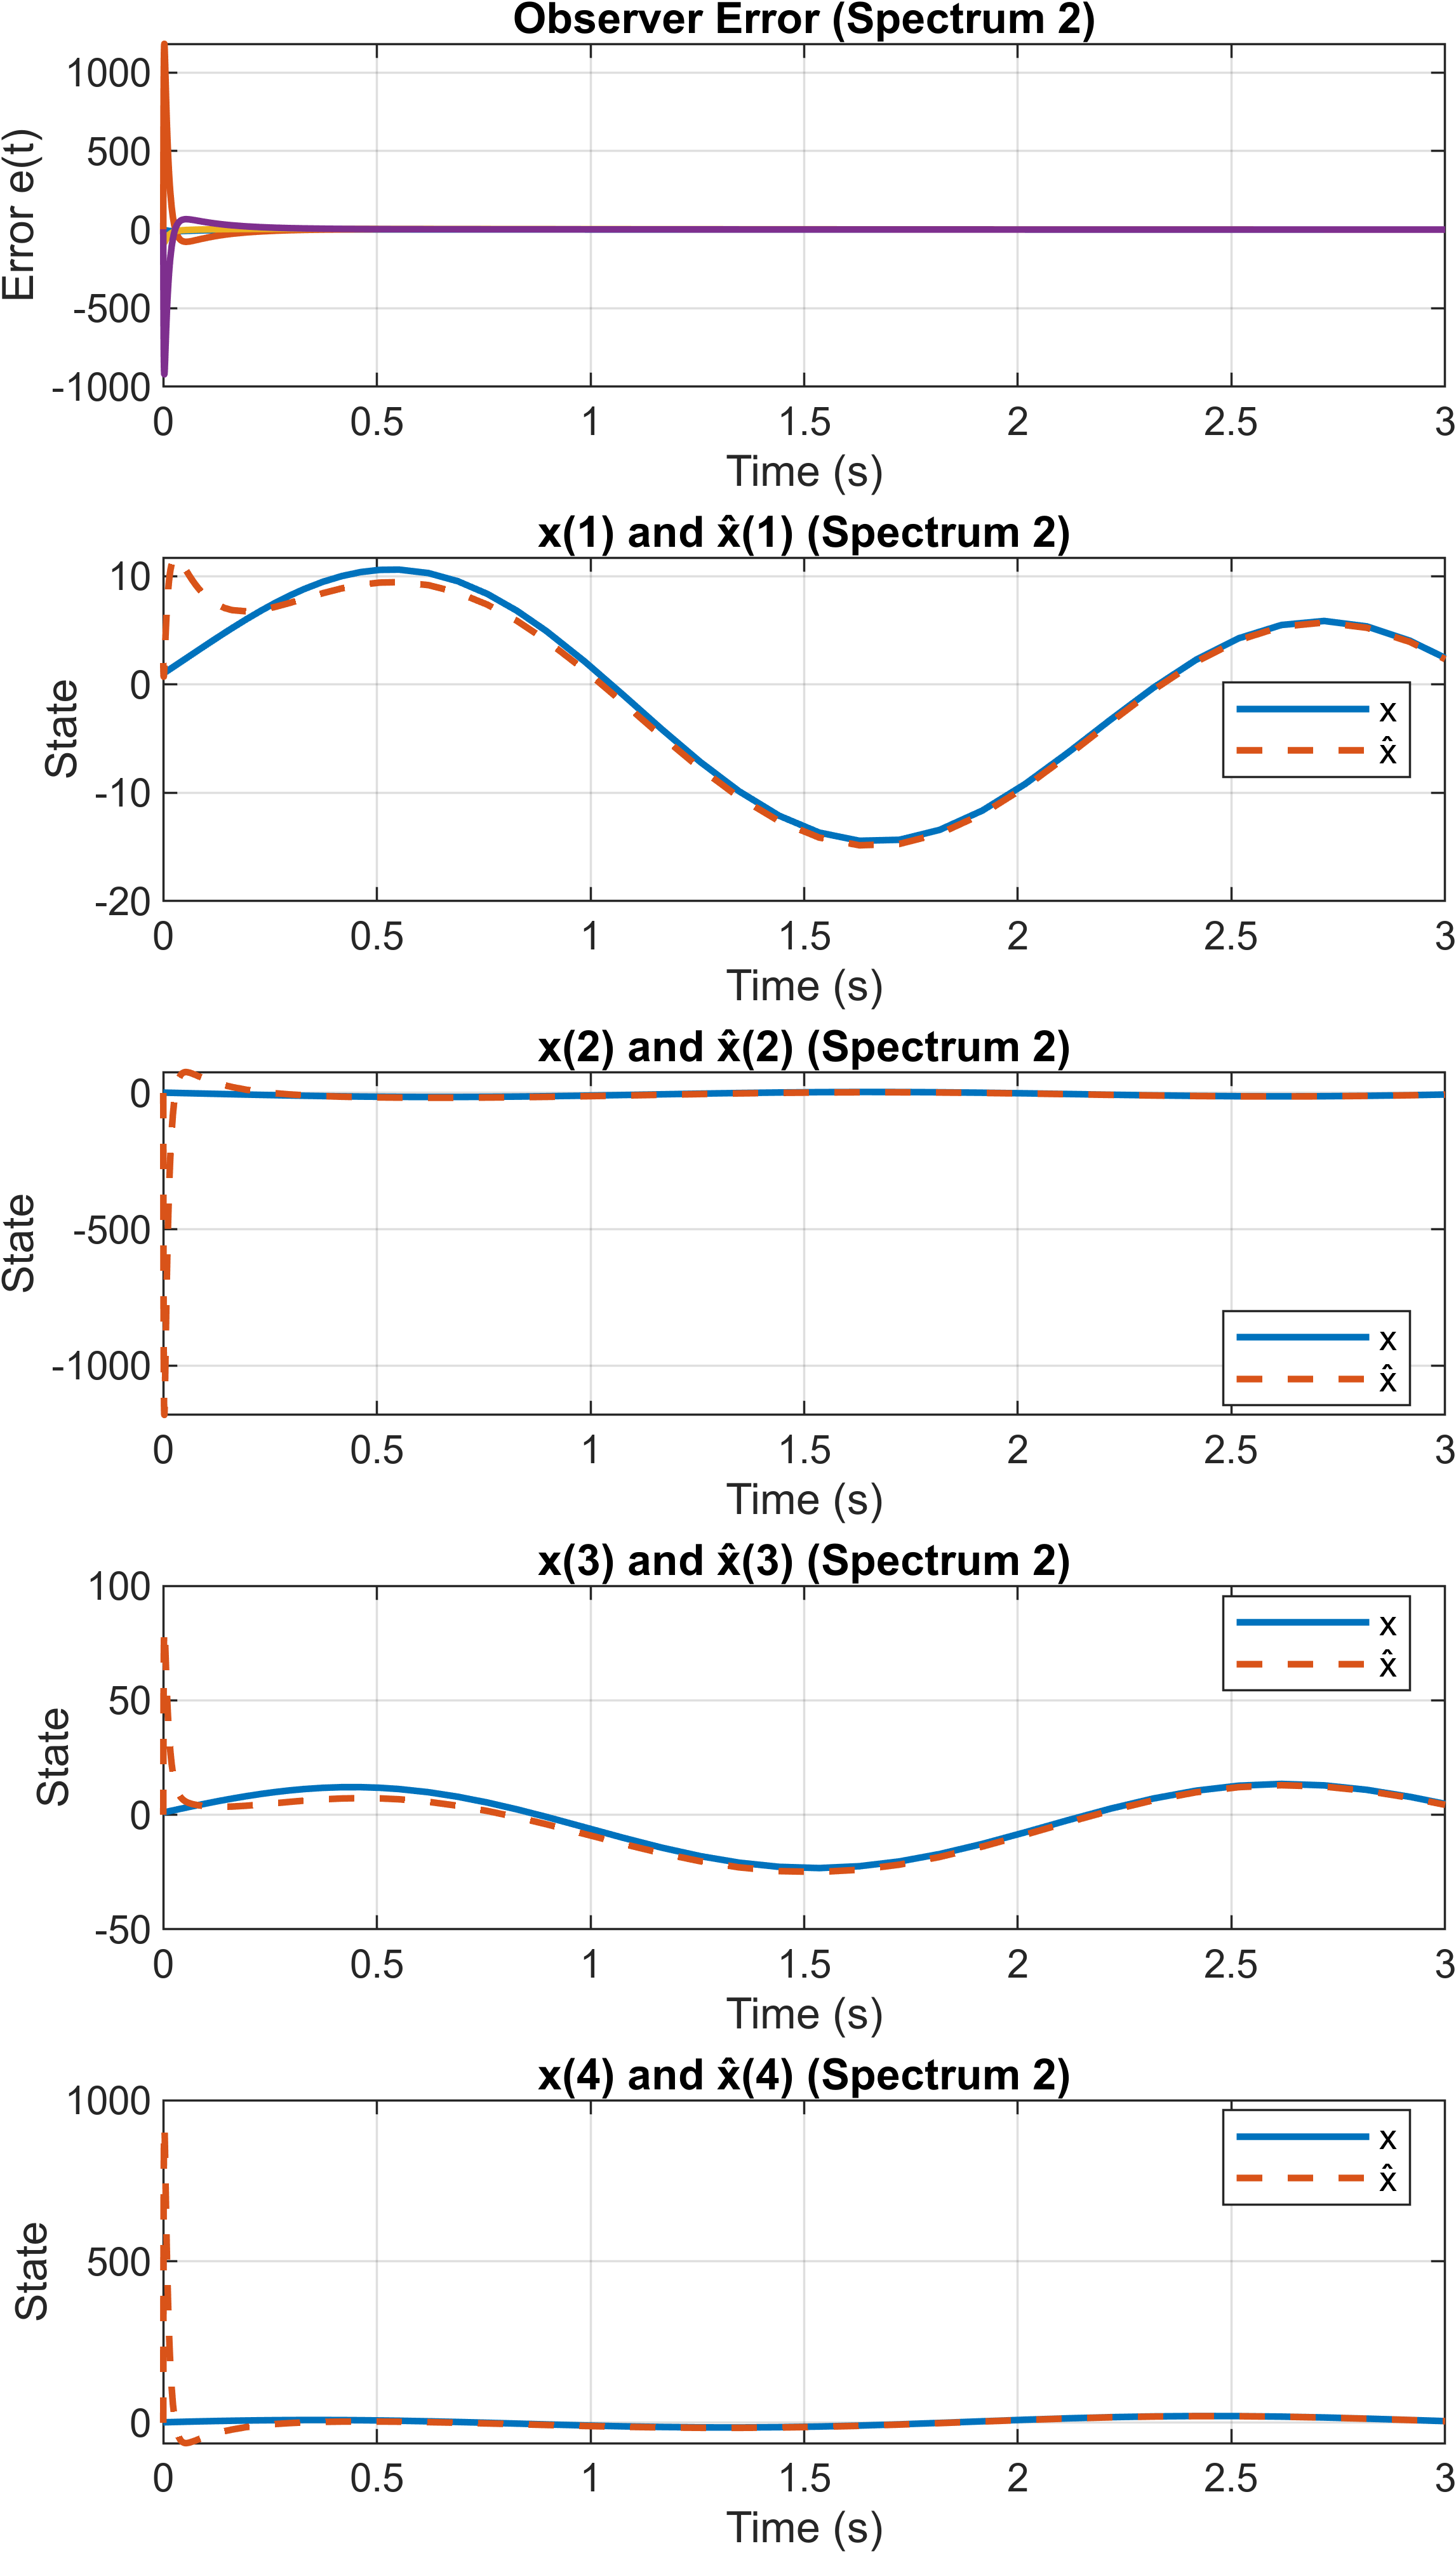 Observer Error (Spectrum 2)
1000
500
0
-500
-1000
Error e(t)
0 0.5 1 1.5 2 2.5 3
Time (s)
x(1) and x̂(1) (Spectrum 2)
10
0
-10
-20
State
x
x̂
0 0.5 1 1.5 2 2.5 3
Time (s)
x(2) and x̂(2) (Spectrum 2)
0
-500
-1000
State
x
x̂
0 0.5 1 1.5 2 2.5 3
Time (s)
x(3) and x̂(3) (Spectrum 2)
100
50
0
-50
State
x
x̂
0 0.5 1 1.5 2 2.5 3
Time (s)
x(4) and x̂(4) (Spectrum 2)
1000
500
0
State
x
x̂
0 0.5 1 1.5 2 2.5 3
Time (s)